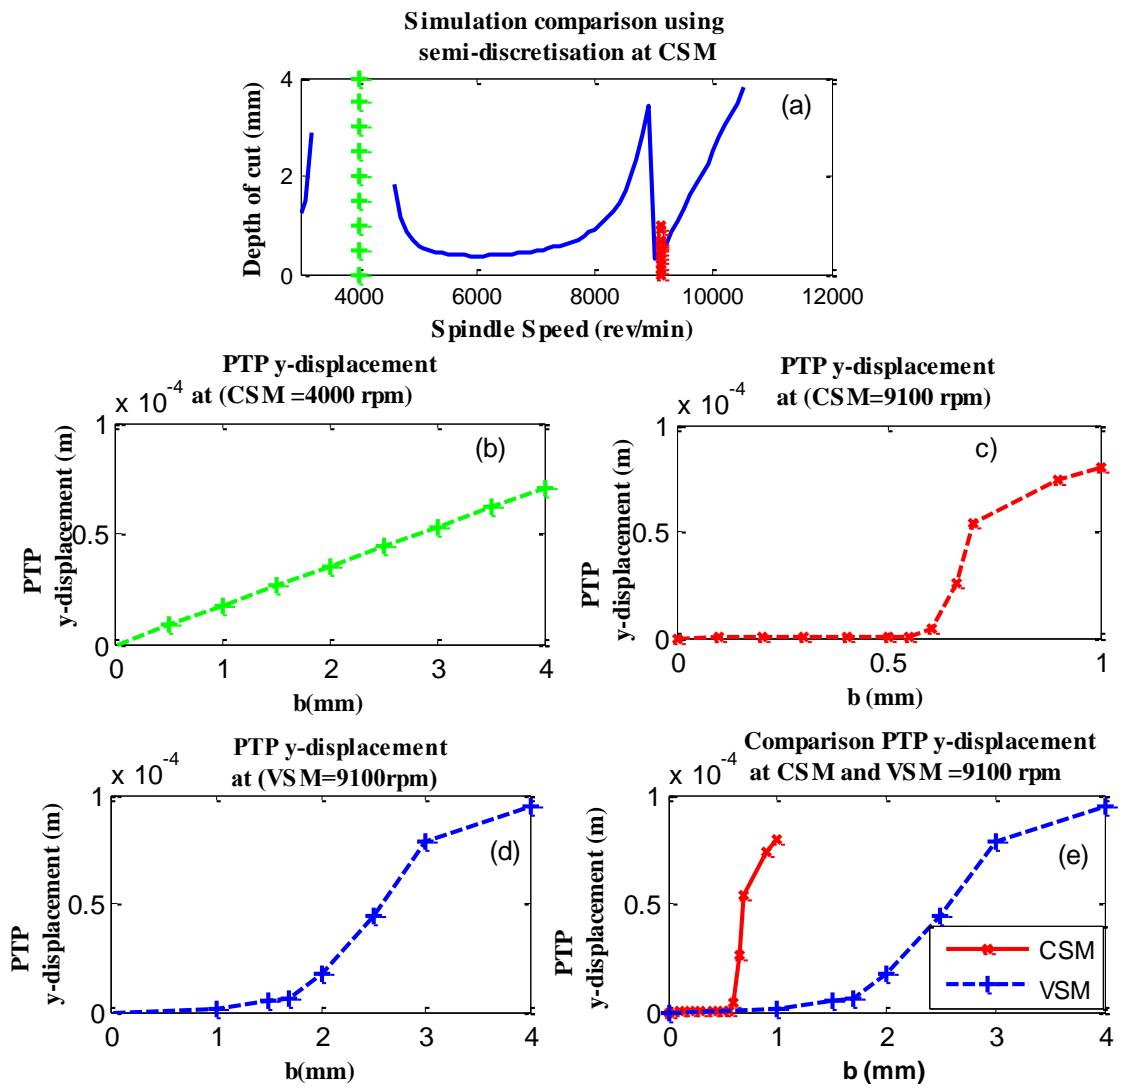 Simulation comparison using
semi-discretisation at CSM
(a)
Depth of cut (mm)
4
2
0
4000 6000 8000 10000 12000
Spindle Speed (rev/min)
PTP y-displacement
at (CSM =4000 rpm)
x 10^-4
(b)
PTP
y-displacement (m)
1
0.5
0
0 1 2 3 4
b(mm)
PTP y-displacement
at (CSM=9100 rpm)
x 10^-4
c)
PTP
y-displacement (m)
1
0.5
0
0 0.5 1
b (mm)
PTP y-displacement
at (VSM=9100rpm)
x 10^-4
(d)
PTP
y-displacement (m)
1
0.5
0
0 1 2 3 4
b(mm)
Comparison PTP y-displacement
at CSM and VSM =9100 rpm
x 10^-4
(e)
PTP
y-displacement (m)
1
0.5
0
0 1 2 3 4
b (mm)
CSM
VSM